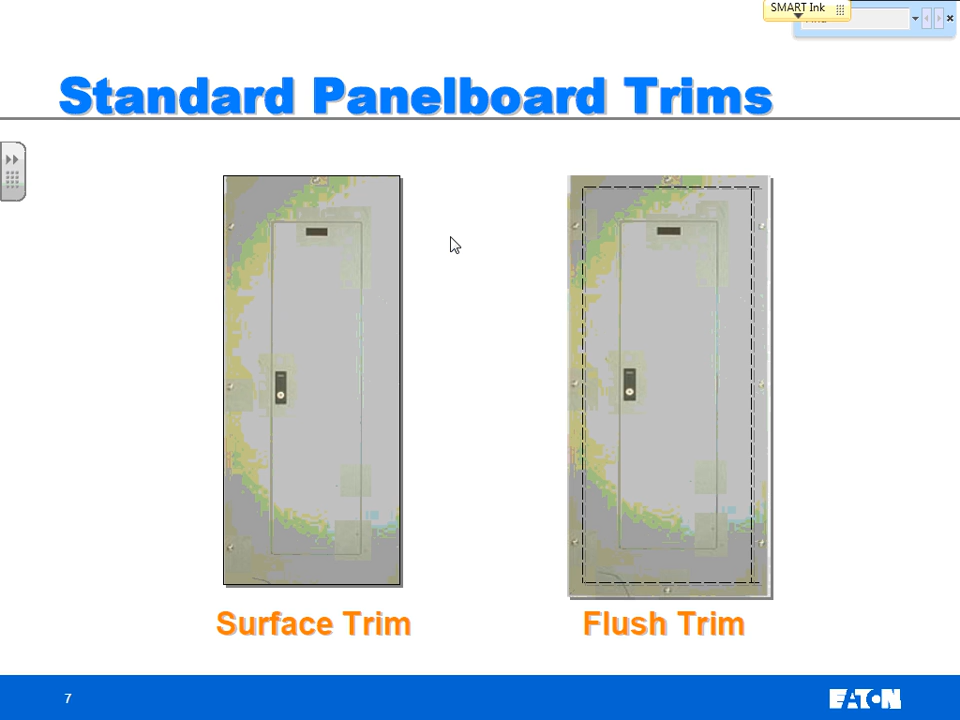 SMART Ink
Standard Panelboard Trims
Surface Trim
Flush Trim
7
EATON